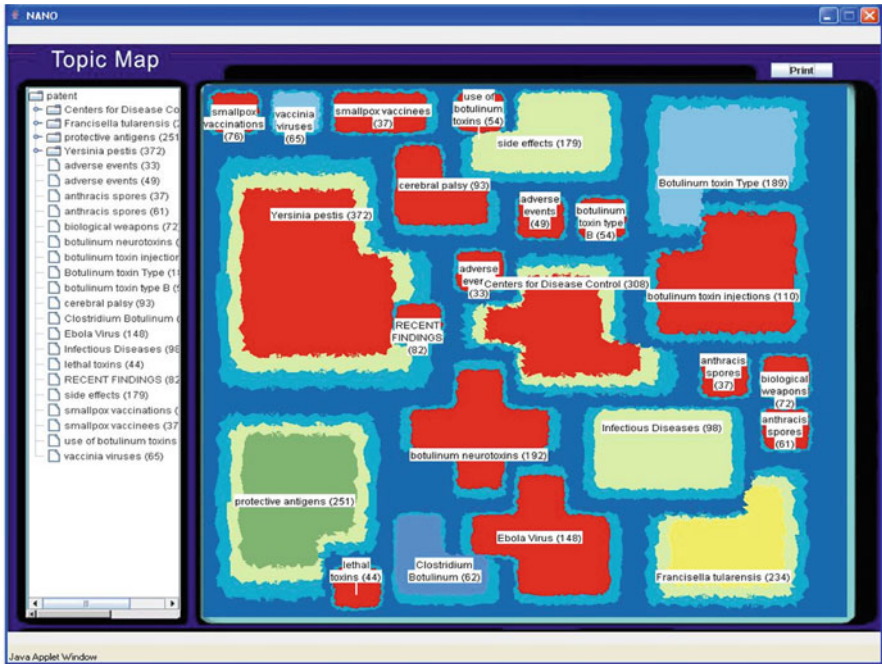 NANO
Topic Map
Print
patent
Centers for Disease Co
Francisella tularensis (2
protective antigens (251
Yersinia pestis (372)
adverse events (33)
adverse events (49)
anthracis spores (37)
anthracis spores (61)
biological weapons (72
botulinum neurotoxins (
botulinum toxin injection
Botulinum toxin Type (18
botulinum toxin type B (5
cerebral palsy (93)
Clostridium Botulinum (
Ebola Virus (148)
Infectious Diseases (98
lethal toxins (44)
RECENT FINDINGS (82
side effects (179)
smallpox vaccinations (
smallpox vaccinees (37
use of botulinum toxins
vaccinia viruses (65)
smallpox
vaccinations
(76)
vaccinia
viruses
(65)
smallpox vaccinees
(37)
use of
botulinum
toxins (54)
side effects (179)
Botulinum toxin Type (189)
cerebral palsy (93)
Yersinia pestis (372)
adverse
events
(49)
botulinum
toxin type
B (54)
adverse
ever
(33)
Centers for Disease Control (308)
botulinum toxin injections (110)
RECENT
FINDINGS
(82)
anthracis
spores
(37)
biological
weapons
(72)
anthracis
spores
(61)
Infectious Diseases (98)
botulinum neurotoxins (192)
protective antigens (251)
Ebola Virus (148)
lethal
toxins (44)
Clostridium
Botulinum (62)
Francisella tularensis (234)
Java Applet Window